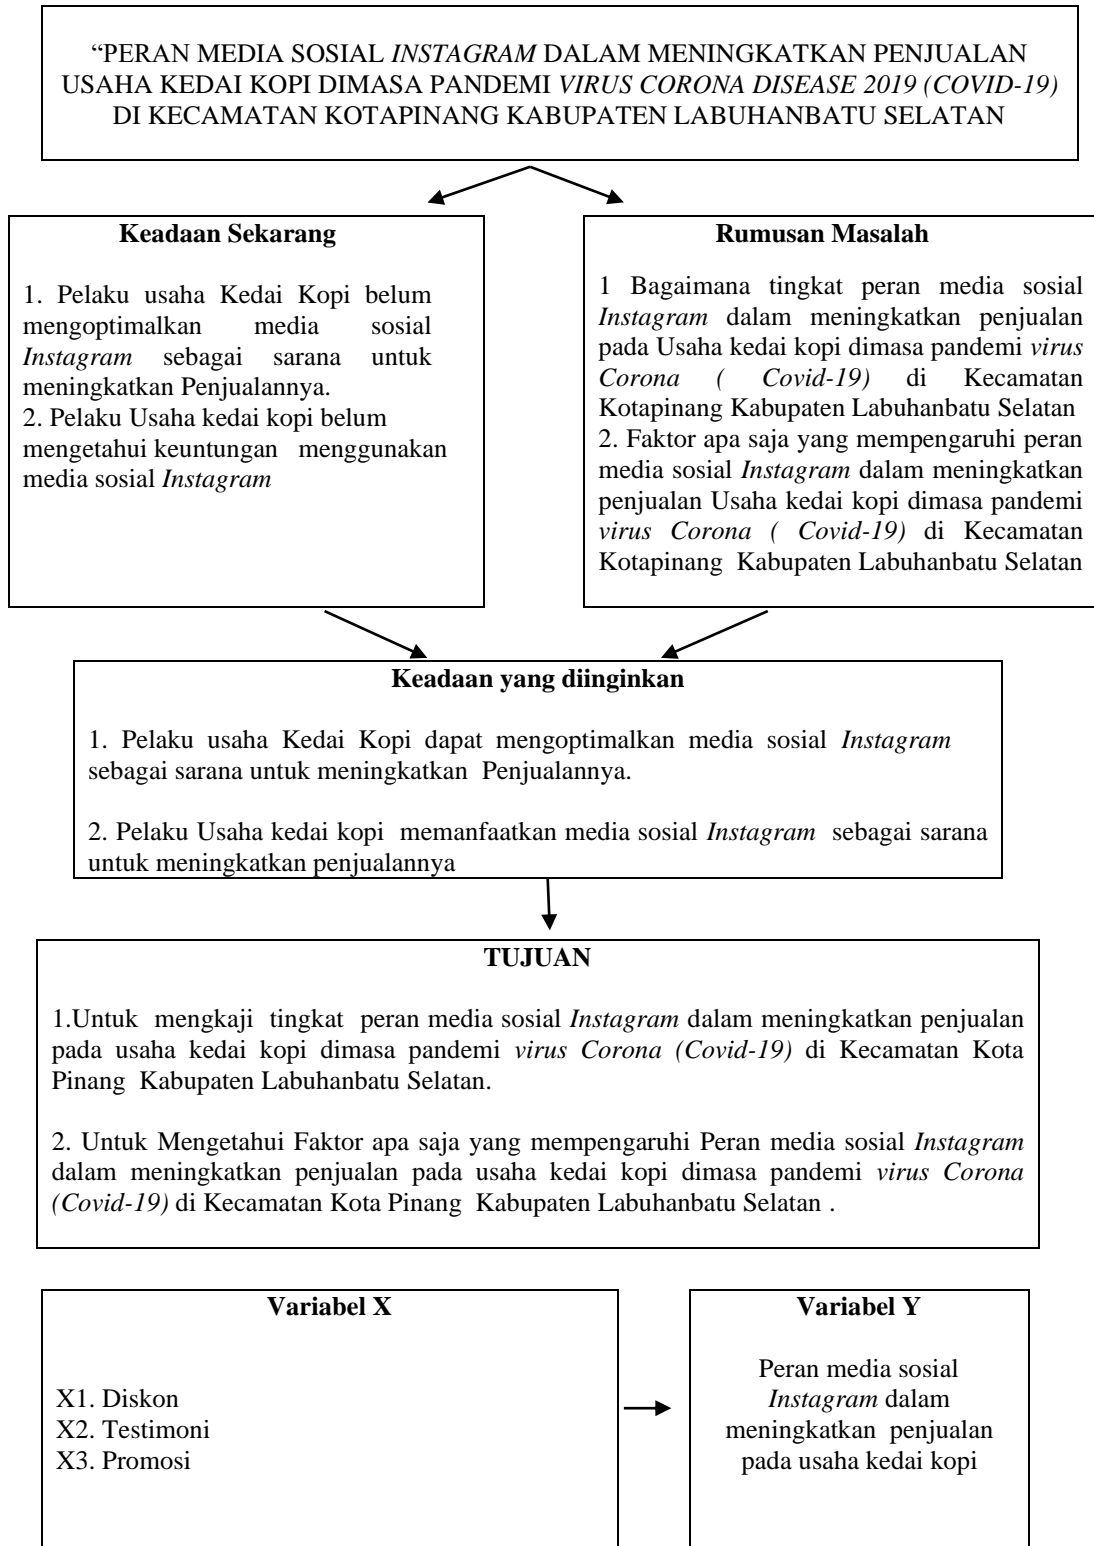 “PERAN MEDIA SOSIAL INSTAGRAM DALAM MENINGKATKAN PENJUALAN
USAHA KEDAI KOPI DIMASA PANDEMI VIRUS CORONA DISEASE 2019 (COVID-19)
DI KECAMATAN KOTAPINANG KABUPATEN LABUHANBATU SELATAN
Keadaan Sekarang
1. Pelaku usaha Kedai Kopi belum
mengoptimalkan media sosial
Instagram sebagai sarana untuk
meningkatkan Penjualannya.
2. Pelaku Usaha kedai kopi belum
mengetahui keuntungan menggunakan
media sosial Instagram
Rumusan Masalah
1 Bagaimana tingkat peran media sosial
Instagram dalam meningkatkan penjualan
pada Usaha kedai kopi dimasa pandemi virus
Corona ( Covid-19) di Kecamatan
Kotapinang Kabupaten Labuhanbatu Selatan
2. Faktor apa saja yang mempengaruhi peran
media sosial Instagram dalam meningkatkan
penjualan Usaha kedai kopi dimasa pandemi
virus Corona ( Covid-19) di Kecamatan
Kotapinang Kabupaten Labuhanbatu Selatan
Keadaan yang diinginkan
1. Pelaku usaha Kedai Kopi dapat mengoptimalkan media sosial Instagram
sebagai sarana untuk meningkatkan Penjualannya.
2. Pelaku Usaha kedai kopi memanfaatkan media sosial Instagram sebagai sarana
untuk meningkatkan penjualannya
TUJUAN
1.Untuk mengkaji tingkat peran media sosial Instagram dalam meningkatkan penjualan
pada usaha kedai kopi dimasa pandemi virus Corona (Covid-19) di Kecamatan Kota
Pinang Kabupaten Labuhanbatu Selatan.
2. Untuk Mengetahui Faktor apa saja yang mempengaruhi Peran media sosial Instagram
dalam meningkatkan penjualan pada usaha kedai kopi dimasa pandemi virus Corona
(Covid-19) di Kecamatan Kota Pinang Kabupaten Labuhanbatu Selatan .
Variabel X
X1. Diskon
X2. Testimoni
X3. Promosi
Variabel Y
Peran media sosial
Instagram dalam
meningkatkan penjualan
pada usaha kedai kopi